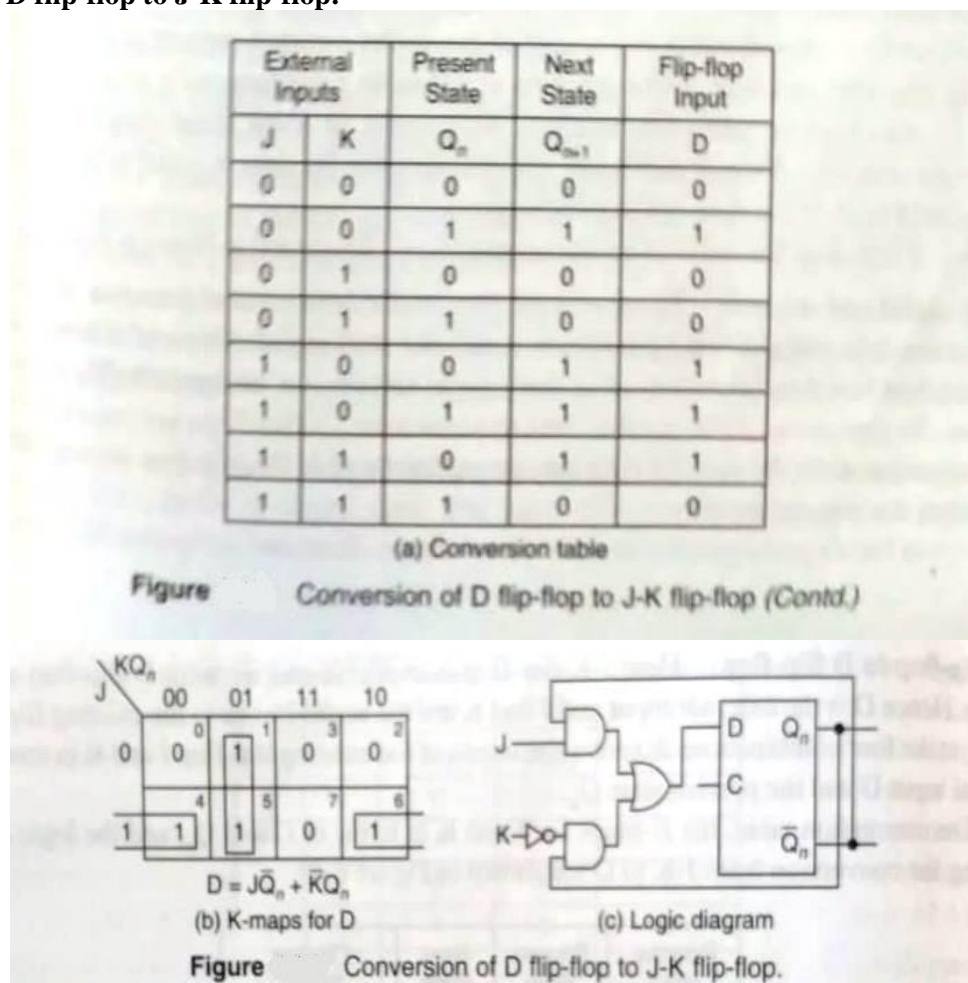 D flip-flop to J-K flip-flop.
External Inputs Present State Next State Flip-flop Input
J K Qₙ Qₙ₊₁ D
0 0 0 0 0
0 0 1 1 1
0 1 0 0 0
0 1 1 0 0
1 0 0 1 1
1 0 1 1 1
1 1 0 1 1
1 1 1 0 0
(a) Conversion table
Figure Conversion of D flip-flop to J-K flip-flop (Contd.)
KQₙ
J 00 01 11 10
0 1 3 2
0 1 0 0
4 5 7 6
1 1 0 1
D = JQ̅ₙ + K̅Qₙ
(b) K-maps for D
J
K
D Qₙ
C
Q̅ₙ
(c) Logic diagram
Figure Conversion of D flip-flop to J-K flip-flop.